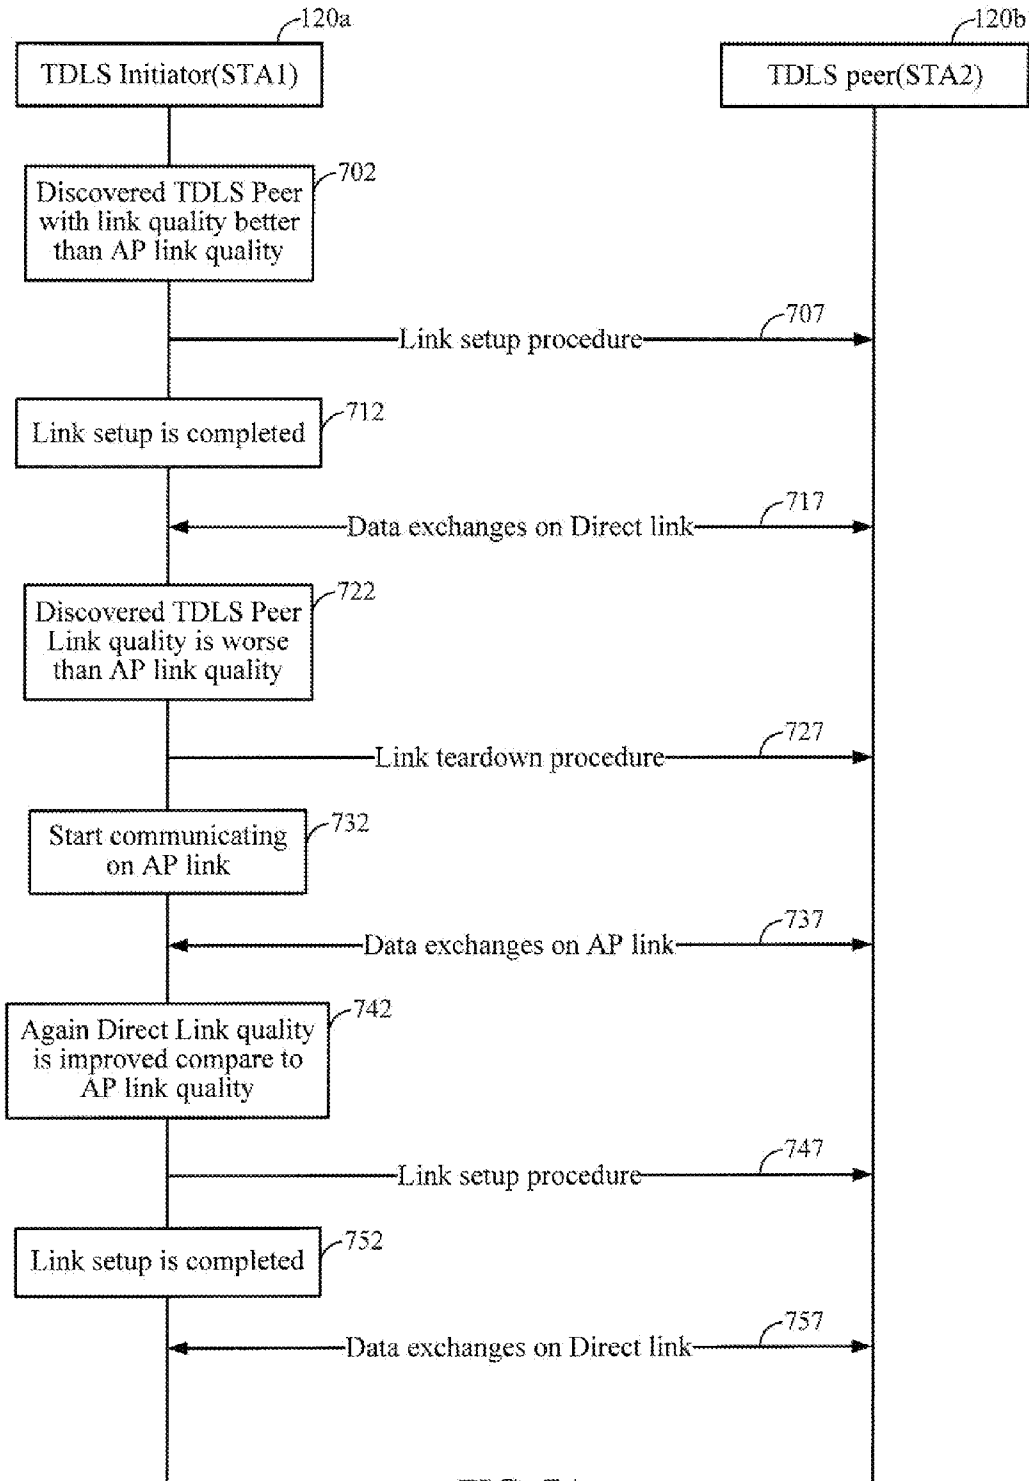 120a
120b
TDLS Initiator(STA1)
TDLS peer(STA2)
702
Discovered TDLS Peer
with link quality better
than AP link quality
707
Link setup procedure
712
Link setup is completed
717
Data exchanges on Direct link
722
Discovered TDLS Peer
Link quality is worse
than AP link quality
727
Link teardown procedure
732
Start communicating
on AP link
737
Data exchanges on AP link
742
Again Direct Link quality
is improved compare to
AP link quality
747
Link setup procedure
752
Link setup is completed
757
Data exchanges on Direct link